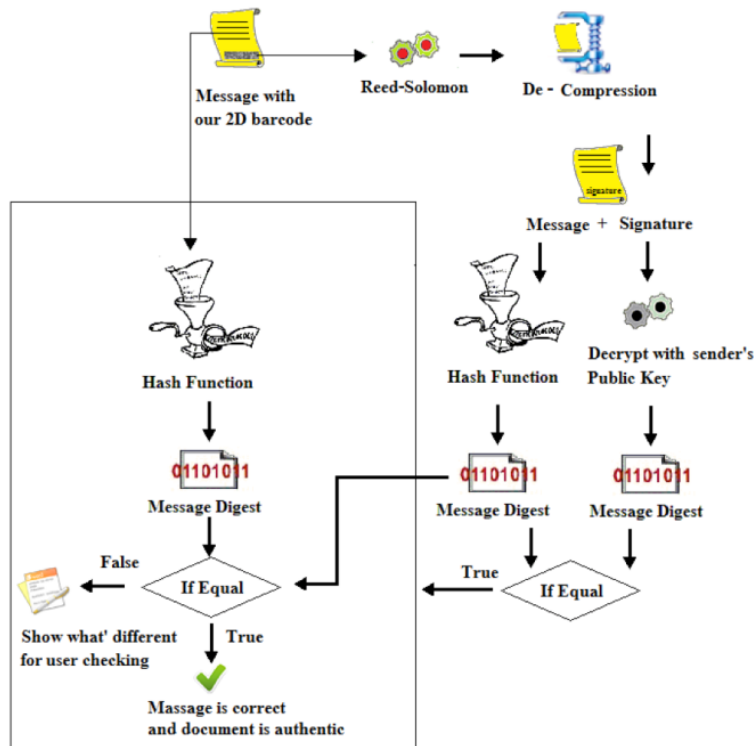 Message with
our 2D barcode
Reed-Solomon
De - Compression
signature
Message + Signature
Hash Function
Hash Function
Decrypt with sender's
Public Key
01101011
Message Digest
01101011
Message Digest
01101011
Message Digest
False
If Equal
True
If Equal
Show what' different
for user checking
True
Massage is correct
and document is authentic